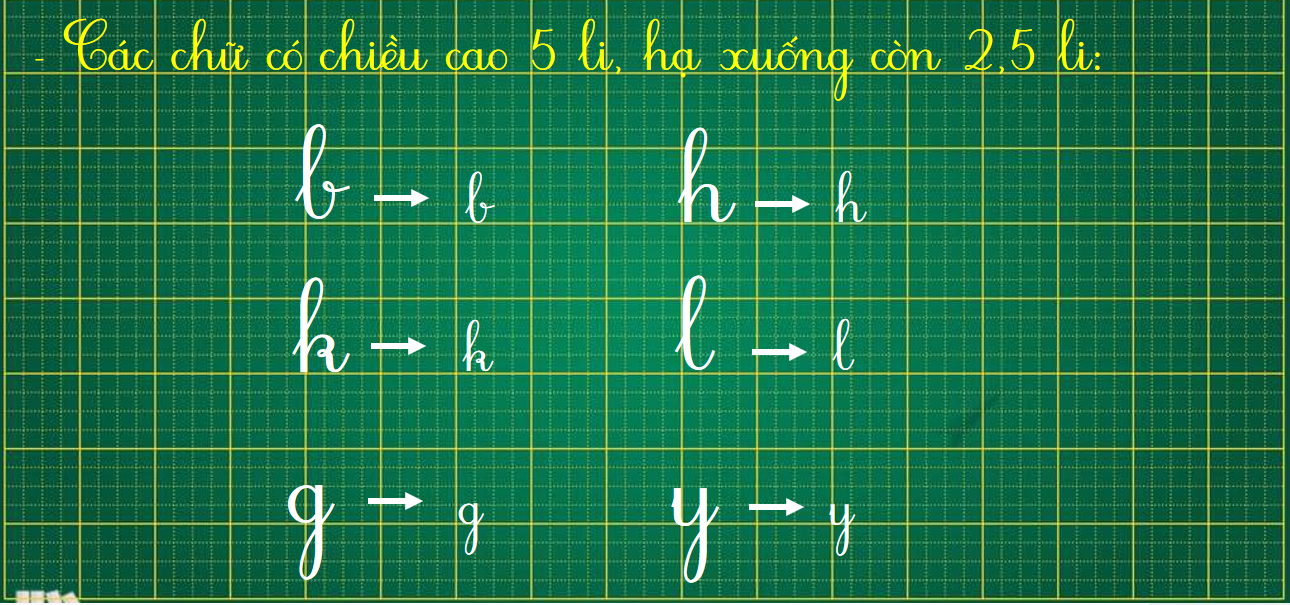 - Các chữ có chiều cao 5 li, hạ xuống còn 2,5 li:
b → b h → h
k → k l → l
g → g y → y